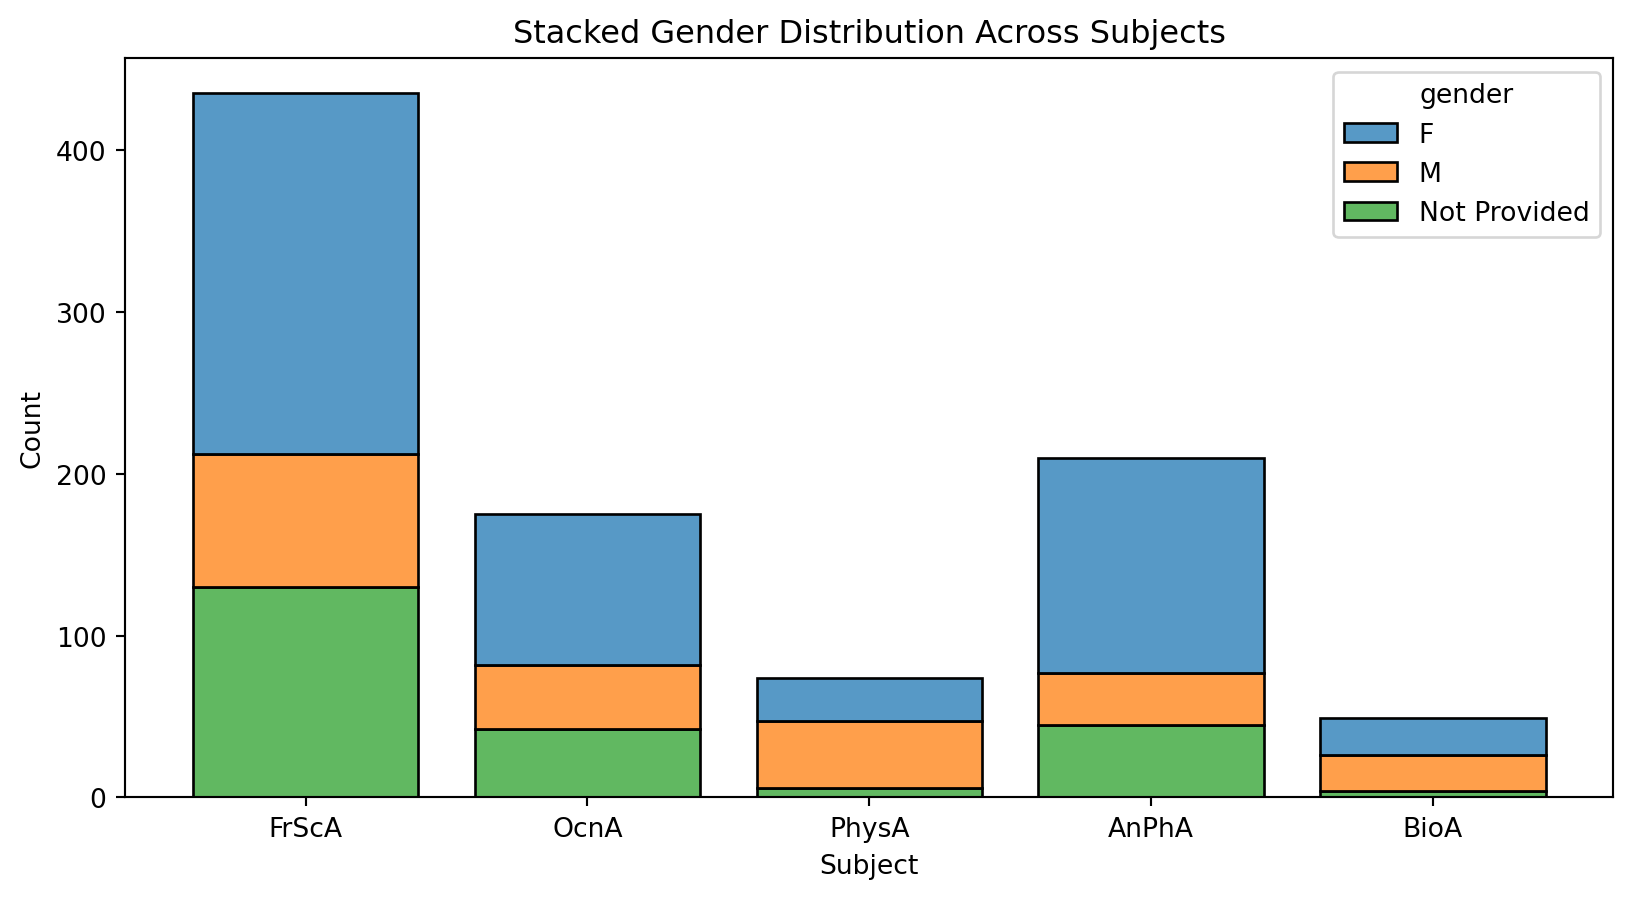 Stacked Gender Distribution Across Subjects
gender
F
M
Not Provided
Count
400
300
200
100
0
FrScA
OcnA
PhysA
AnPhA
BioA
Subject